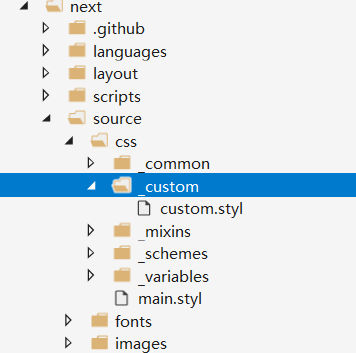 next
.github
languages
layout
scripts
source
css
_common
_custom
custom.styl
_mixins
_schemes
_variables
main.styl
fonts
images